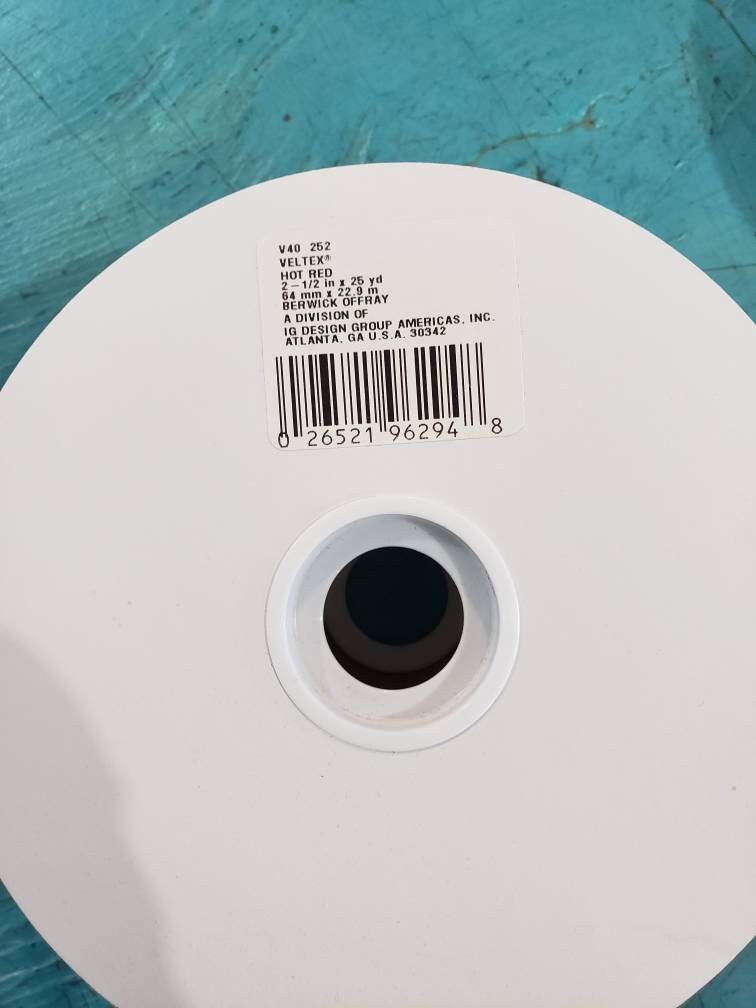 V40 252
VELTEX®
HOT RED
2-1/2 in x 25 yd
64 mm x 22.9 m
BERWICK OFFRAY
A DIVISION OF
IG DESIGN GROUP AMERICAS, INC.
ATLANTA, GA U.S.A. 30342
0 26521 96294 8